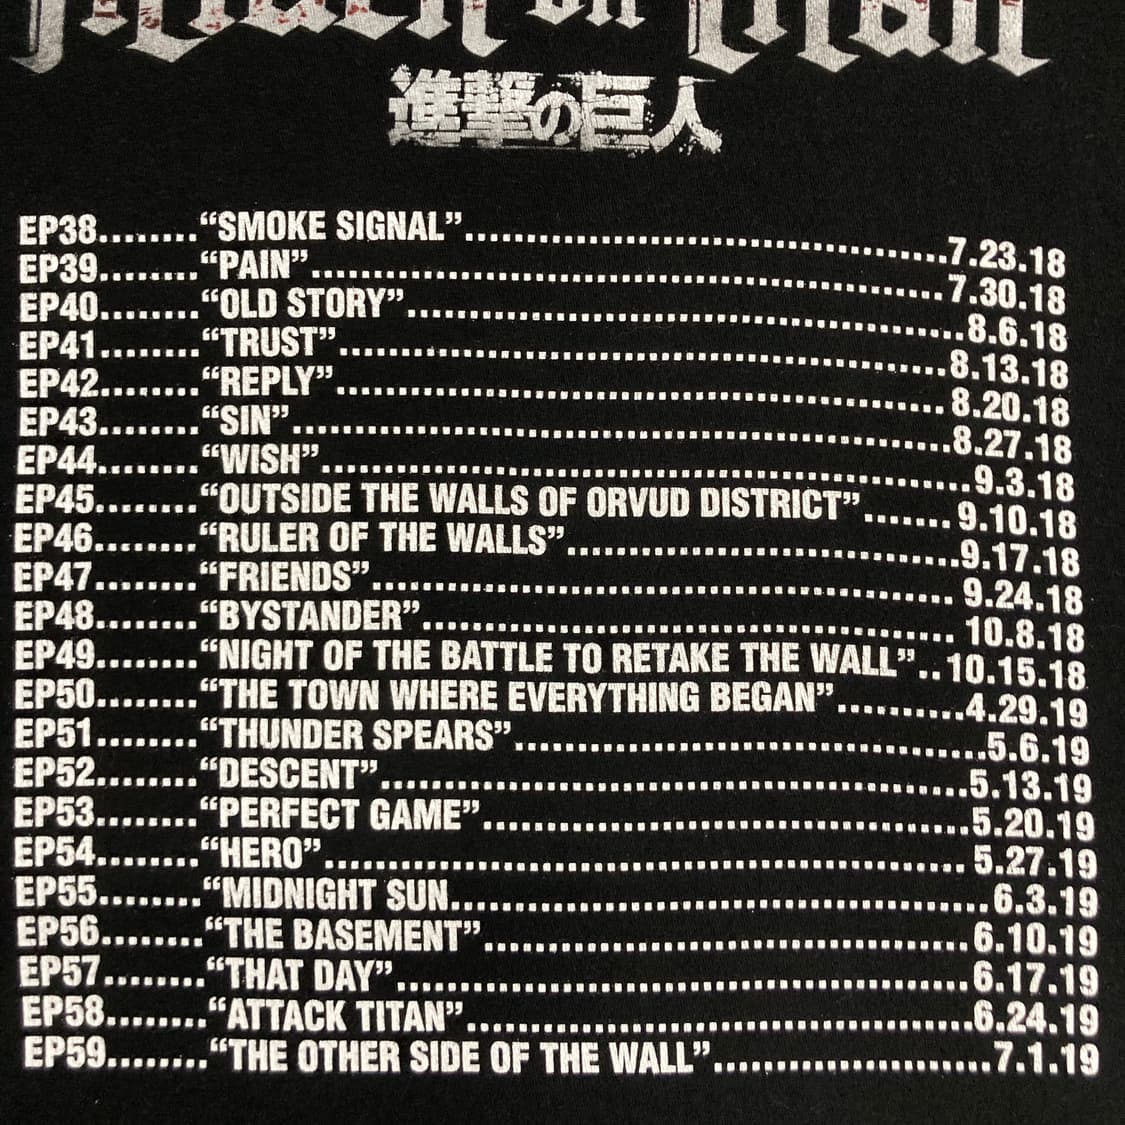 Attack on Titan
進撃の巨人
EP38........“SMOKE SIGNAL”................................................7.23.18
EP39........“PAIN”...............................................................7.30.18
EP40........“OLD STORY”......................................................8.6.18
EP41........“TRUST”............................................................8.13.18
EP42........“REPLY”............................................................ 8.20.18
EP43........“SIN”.................................................................8.27.18
EP44........“WISH”...............................................................9.3.18
EP45........“OUTSIDE THE WALLS OF ORVUD DISTRICT”.......9.10.18
EP46........“RULER OF THE WALLS”.......................................9.17.18
EP47........“FRIENDS”......................................................... 9.24.18
EP48........“BYSTANDER”.................................................... 10.8.18
EP49........“NIGHT OF THE BATTLE TO RETAKE THE WALL”..10.15.18
EP50........“THE TOWN WHERE EVERYTHING BEGAN”..........4.29.19
EP51........“THUNDER SPEARS”..............................................5.6.19
EP52........“DESCENT”.........................................................5.13.19
EP53........“PERFECT GAME”................................................5.20.19
EP54........“HERO”............................................................... 5.27.19
EP55........“MIDNIGHT SUN..................................................... 6.3.19
EP56........“THE BASEMENT”................................................6.10.19
EP57........“THAT DAY”........................................................6.17.19
EP58........“ATTACK TITAN”.................................................6.24.19
EP59........“THE OTHER SIDE OF THE WALL”...........................7.1.19